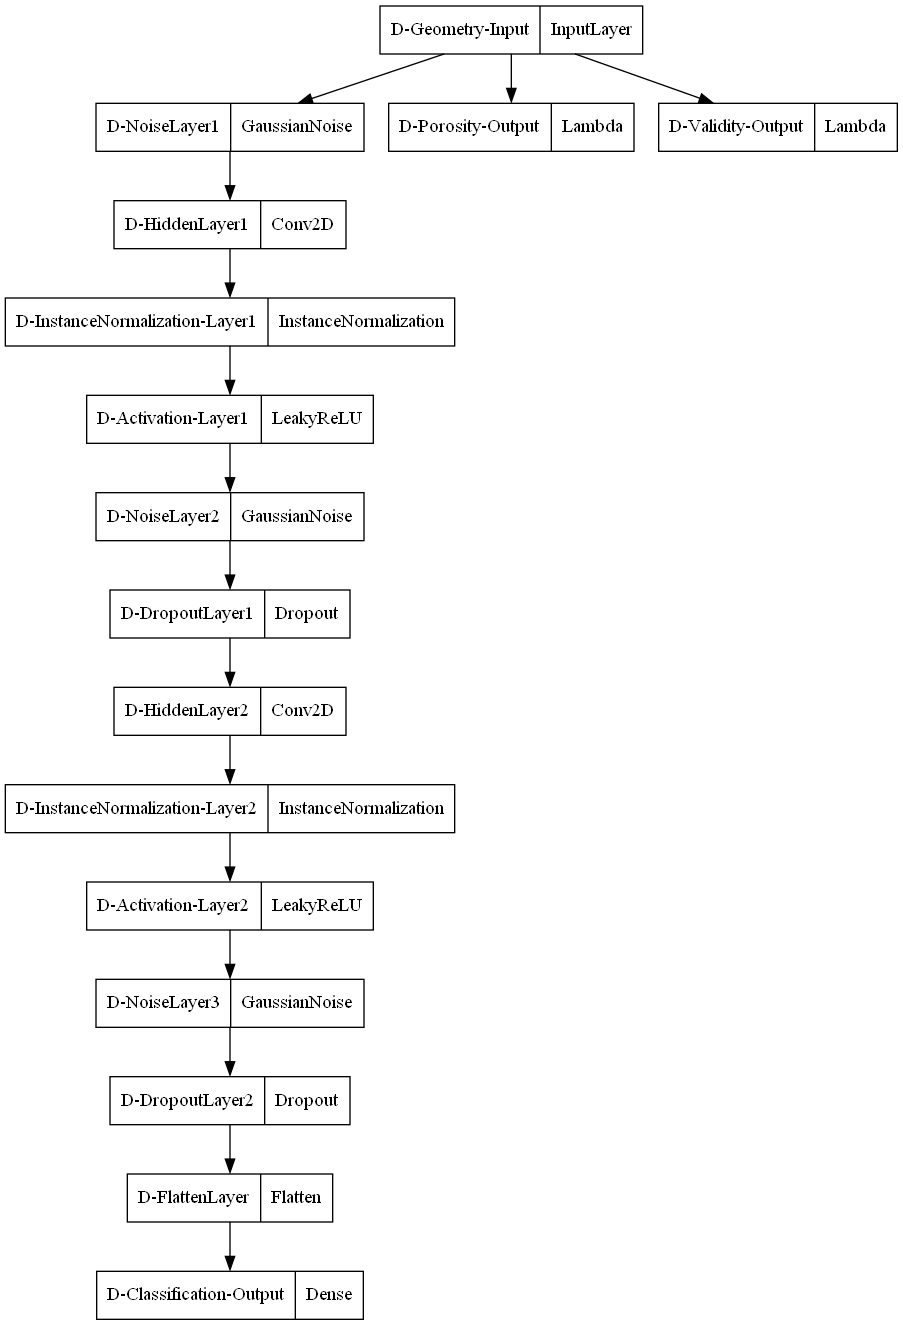 D-Geometry-Input InputLayer
D-NoiseLayer1 GaussianNoise D-Porosity-Output Lambda D-Validity-Output Lambda
D-HiddenLayer1 Conv2D
D-InstanceNormalization-Layer1 InstanceNormalization
D-Activation-Layer1 LeakyReLU
D-NoiseLayer2 GaussianNoise
D-DropoutLayer1 Dropout
D-HiddenLayer2 Conv2D
D-InstanceNormalization-Layer2 InstanceNormalization
D-Activation-Layer2 LeakyReLU
D-NoiseLayer3 GaussianNoise
D-DropoutLayer2 Dropout
D-FlattenLayer Flatten
D-Classification-Output Dense